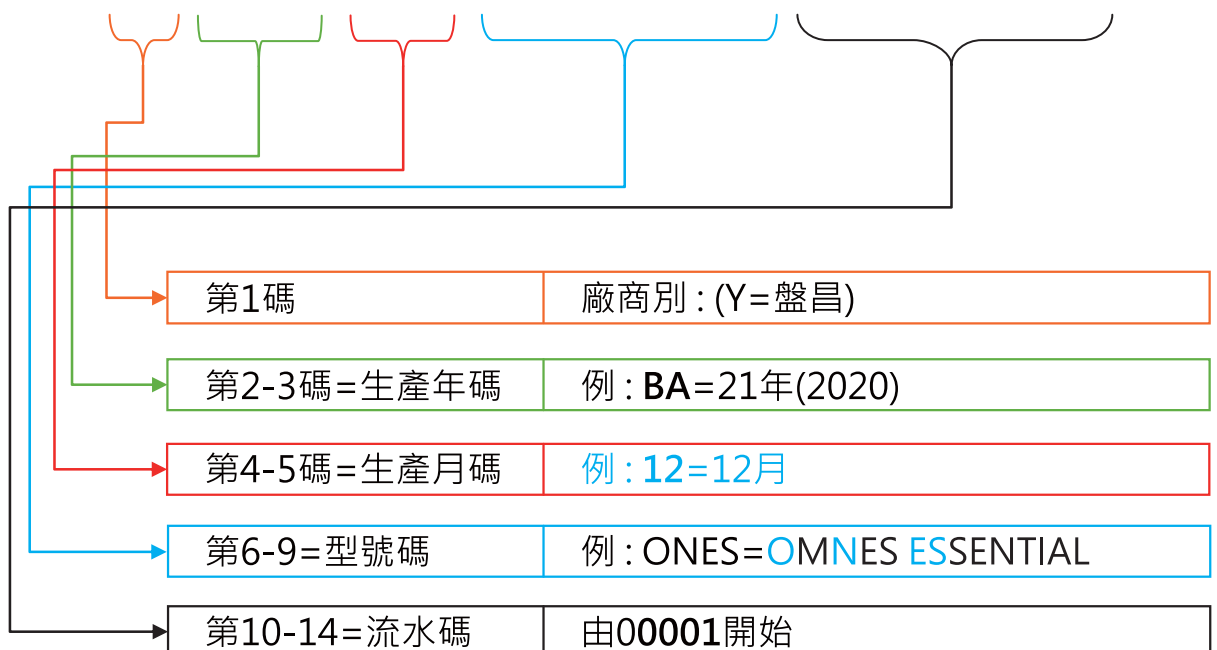 第1碼 廠商別 : (Y=盤昌)
第2-3碼=生產年碼 例 : BA=21年(2020)
第4-5碼=生產月碼 例 : 12=12月
第6-9=型號碼 例 : ONES=OMNES ESSENTIAL
第10-14=流水碼 由00001開始